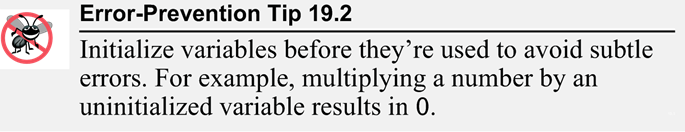 Error-Prevention Tip 19.2
Initialize variables before they’re used to avoid subtle
errors. For example, multiplying a number by an
uninitialized variable results in 0.